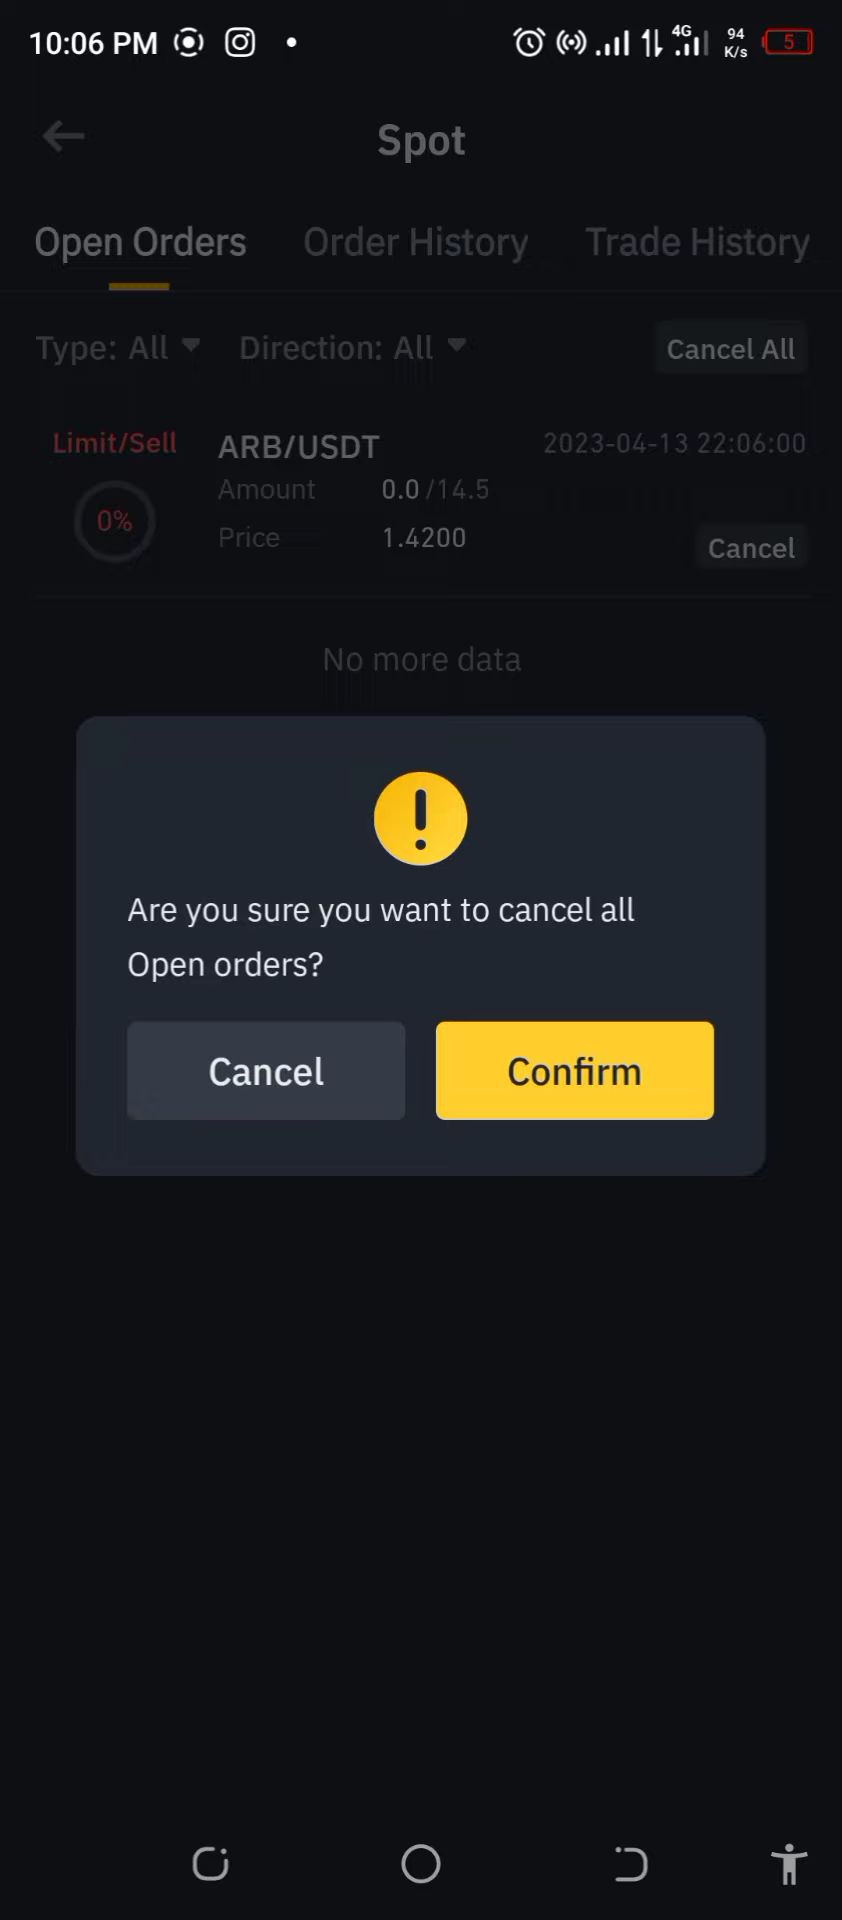 10:06 PM 4G 94 K/s 5
Spot
Open Orders Order History Trade History
Type: All Direction: All Cancel All
Limit/Sell ARB/USDT 2023-04-13 22:06:00
Amount 0.0 /14.5
0%
Price 1.4200
Cancel
No more data
Are you sure you want to cancel all
Open orders?
Cancel Confirm